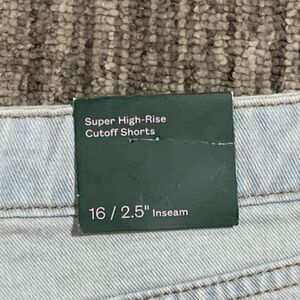 Super High-Rise
Cutoff Shorts
16 / 2.5" Inseam